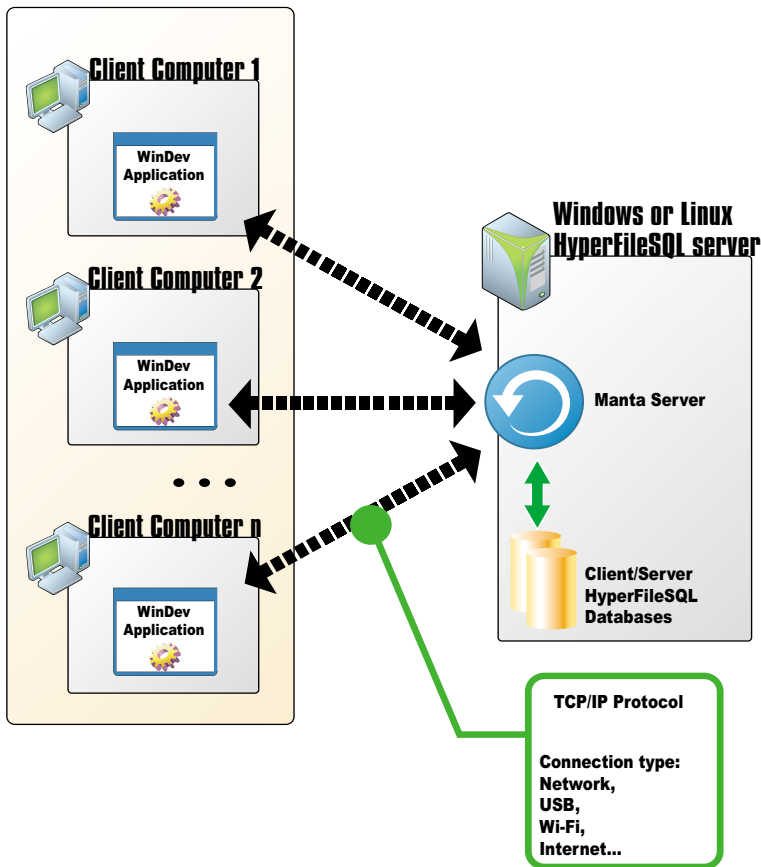 Client Computer 1
WinDev
Application
Client Computer 2
WinDev
Application
...
Client Computer n
WinDev
Application
Windows or Linux
HyperFileSQL server
Manta Server
Client/Server
HyperFileSQL
Databases
TCP/IP Protocol
Connection type:
Network,
USB,
Wi-Fi,
Internet...